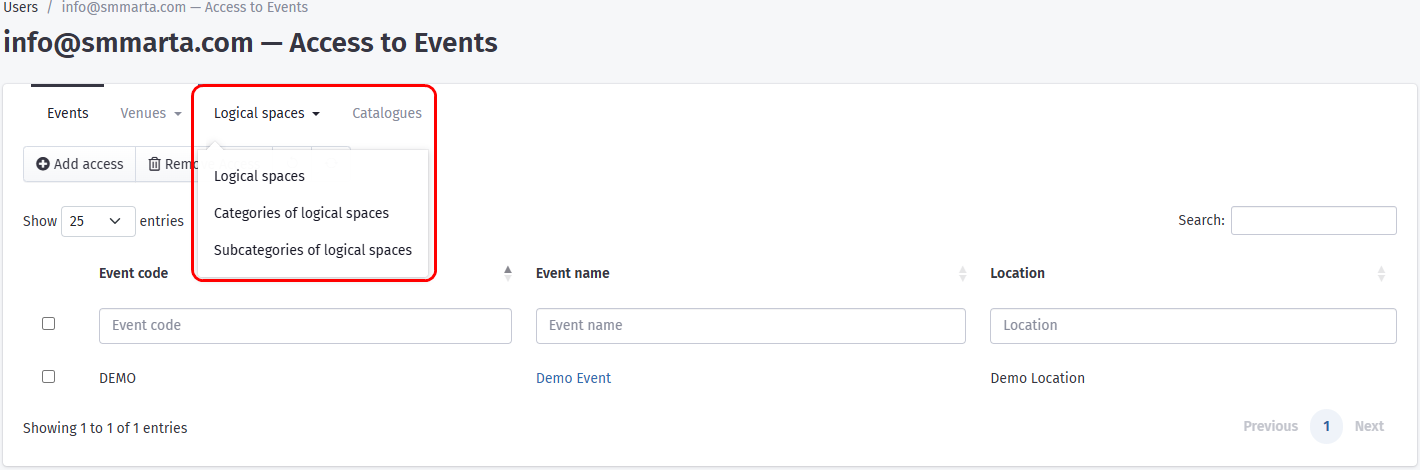 Users / info@smmarta.com — Access to Events
info@smmarta.com — Access to Events
Events Venues Logical spaces Catalogues
Add access
Logical spaces
Categories of logical spaces
Subcategories of logical spaces
Show 25 entries Search:
Event code Event name Location
Event code Event name Location
DEMO Demo Event Demo Location
Showing 1 to 1 of 1 entries Previous 1 Next